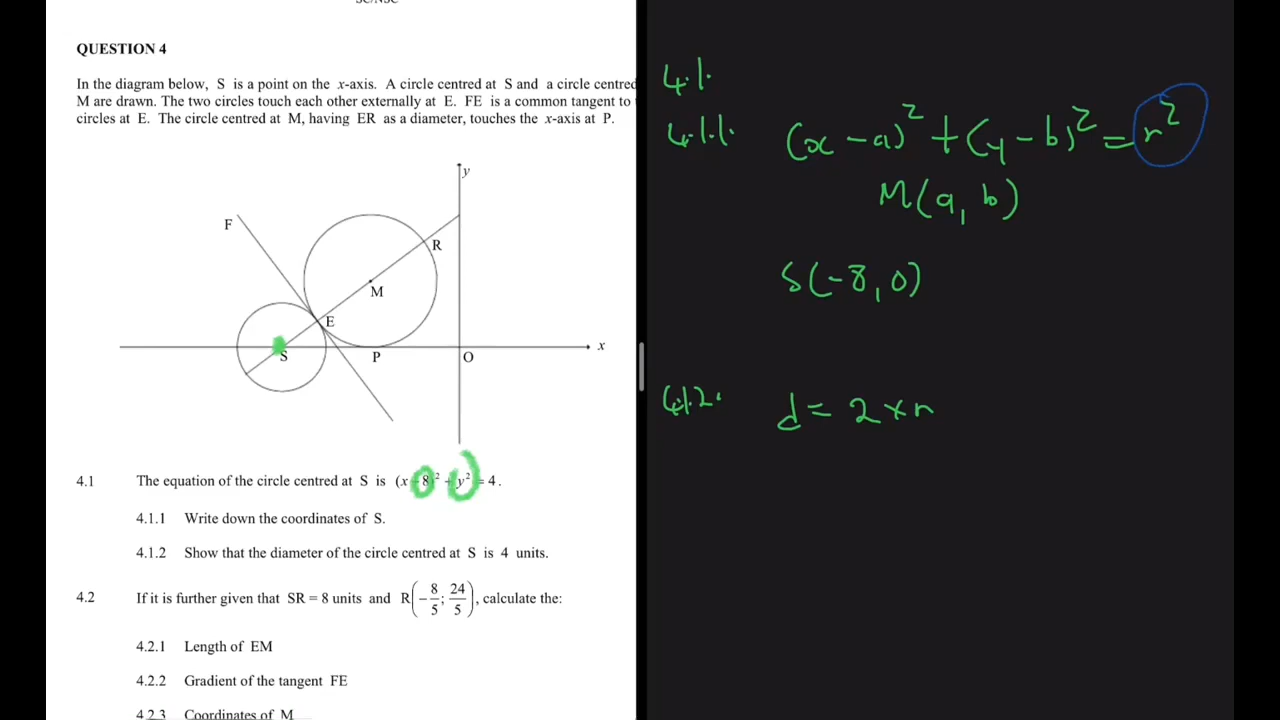 SC/NSC
QUESTION 4
In the diagram below, S is a point on the x-axis. A circle centred at S and a circle centred
M are drawn. The two circles touch each other externally at E. FE is a common tangent to
circles at E. The circle centred at M, having ER as a diameter, touches the x-axis at P.
y
F
R
M
E
S
P
O
x
4.1 The equation of the circle centred at S is (x + 8)² + y² = 4.
4.1.1 Write down the coordinates of S.
4.1.2 Show that the diameter of the circle centred at S is 4 units.
4.2 If it is further given that SR = 8 units and R(-8/5; 24/5), calculate the:
4.2.1 Length of EM
4.2.2 Gradient of the tangent FE
4.2.3 Coordinates of M
4.1.
4.1.1. (x - a)² + (y - b)² = r²
M(a, b)
S(-8, 0)
4.1.2. d = 2 × r